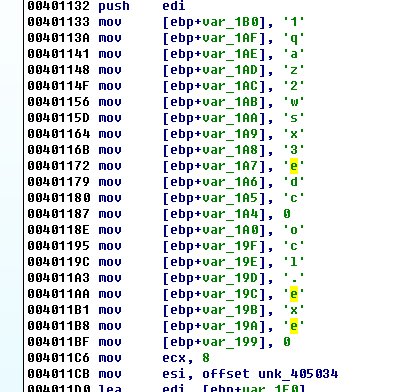 00401132 push    edi
00401133 mov     [ebp+var_1B0], '1'
0040113A mov     [ebp+var_1AF], 'q'
00401141 mov     [ebp+var_1AE], 'a'
00401148 mov     [ebp+var_1AD], 'z'
0040114F mov     [ebp+var_1AC], '2'
00401156 mov     [ebp+var_1AB], 'w'
0040115D mov     [ebp+var_1AA], 's'
00401164 mov     [ebp+var_1A9], 'x'
0040116B mov     [ebp+var_1A8], '3'
00401172 mov     [ebp+var_1A7], 'e'
00401179 mov     [ebp+var_1A6], 'd'
00401180 mov     [ebp+var_1A5], 'c'
00401187 mov     [ebp+var_1A4], 0
0040118E mov     [ebp+var_1A0], 'o'
00401195 mov     [ebp+var_19F], 'c'
0040119C mov     [ebp+var_19E], 'l'
004011A3 mov     [ebp+var_19D], '.'
004011AA mov     [ebp+var_19C], 'e'
004011B1 mov     [ebp+var_19B], 'x'
004011B8 mov     [ebp+var_19A], 'e'
004011BF mov     [ebp+var_199], 0
004011C6 mov     ecx, 8
004011CB mov     esi, offset unk_405034
004011D0 lea     edi, [ebp+var_1F0]